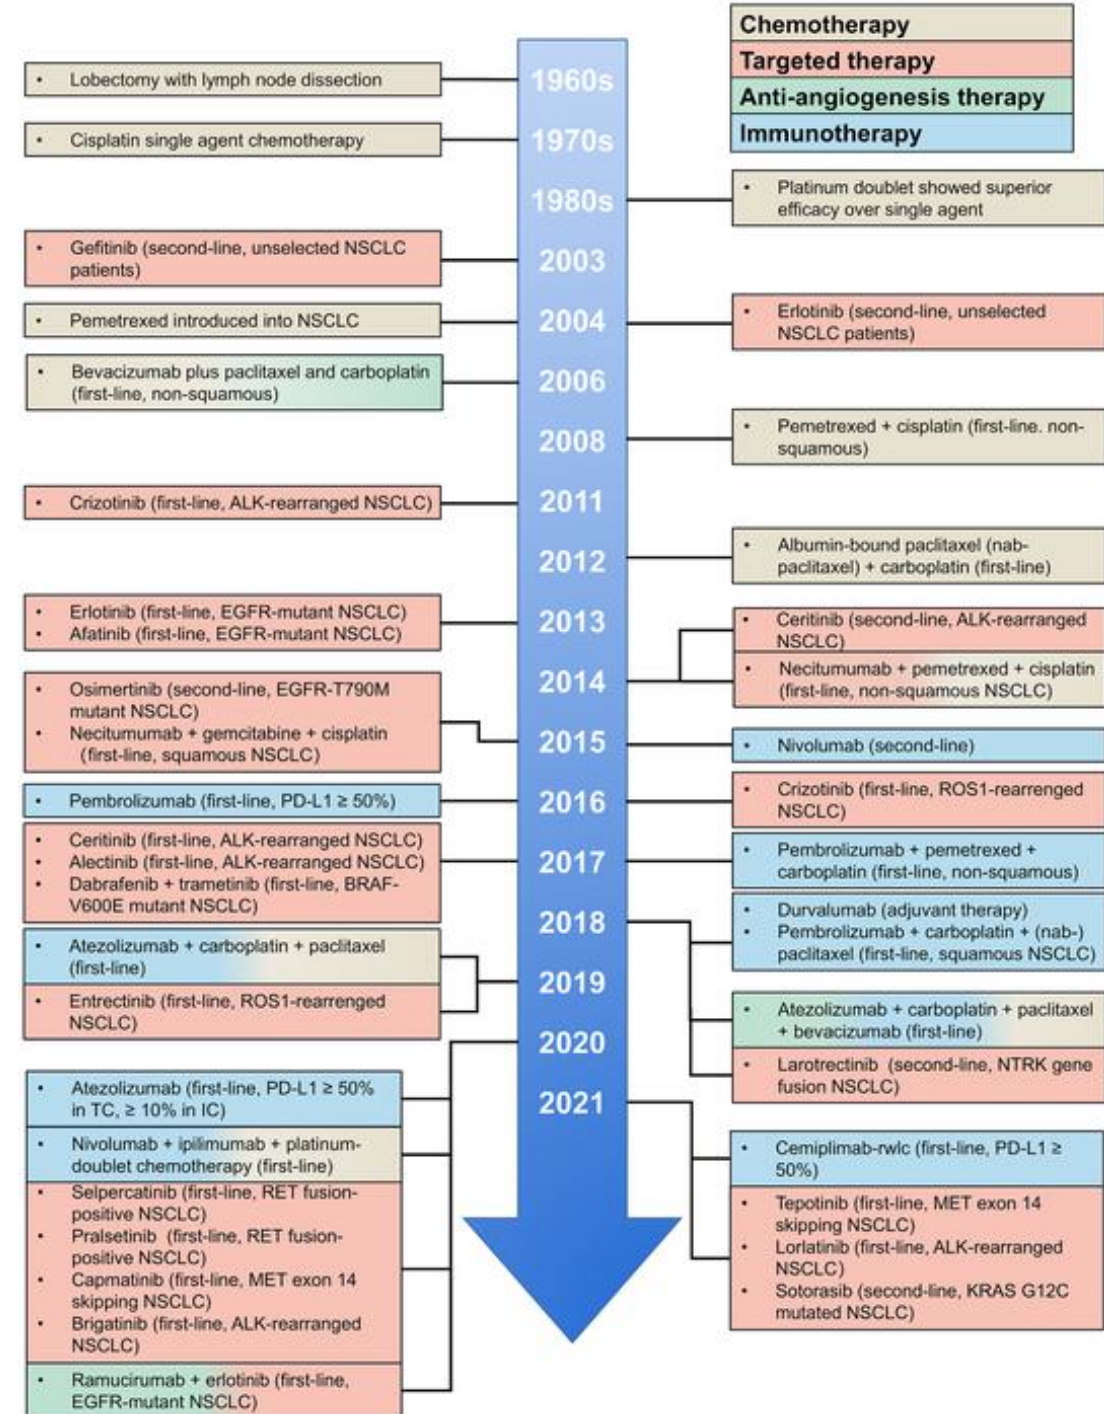 Chemotherapy
Targeted therapy
Anti-angiogenesis therapy
Immunotherapy
1960s
• Lobectomy with lymph node dissection
1970s
• Cisplatin single agent chemotherapy
1980s
• Platinum doublet showed superior
efficacy over single agent
2003
• Gefitinib (second-line, unselected NSCLC
patients)
2004
• Pemetrexed introduced into NSCLC
• Erlotinib (second-line, unselected
NSCLC patients)
2006
• Bevacizumab plus paclitaxel and carboplatin
(first-line, non-squamous)
2008
• Pemetrexed + cisplatin (first-line. non-
squamous)
2011
• Crizotinib (first-line, ALK-rearranged NSCLC)
2012
• Albumin-bound paclitaxel (nab-
paclitaxel) + carboplatin (first-line)
2013
• Erlotinib (first-line, EGFR-mutant NSCLC)
• Afatinib (first-line, EGFR-mutant NSCLC)
2014
• Ceritinib (second-line, ALK-rearranged
NSCLC)
• Necitumumab + pemetrexed + cisplatin
(first-line, non-squamous NSCLC)
2015
• Osimertinib (second-line, EGFR-T790M
mutant NSCLC)
• Necitumumab + gemcitabine + cisplatin
(first-line, squamous NSCLC)
• Nivolumab (second-line)
2016
• Pembrolizumab (first-line, PD-L1 ≥ 50%)
• Crizotinib (first-line, ROS1-rearrenged
NSCLC)
2017
• Ceritinib (first-line, ALK-rearranged NSCLC)
• Alectinib (first-line, ALK-rearranged NSCLC)
• Dabrafenib + trametinib (first-line, BRAF-
V600E mutant NSCLC)
• Pembrolizumab + pemetrexed +
carboplatin (first-line, non-squamous)
2018
• Durvalumab (adjuvant therapy)
• Pembrolizumab + carboplatin + (nab-)
paclitaxel (first-line, squamous NSCLC)
• Atezolizumab + carboplatin + paclitaxel
+ bevacizumab (first-line)
• Larotrectinib (second-line, NTRK gene
fusion NSCLC)
2019
• Atezolizumab + carboplatin + paclitaxel
(first-line)
• Entrectinib (first-line, ROS1-rearrenged
NSCLC)
2020
• Atezolizumab (first-line, PD-L1 ≥ 50%
in TC, ≥ 10% in IC)
• Nivolumab + ipilimumab + platinum-
doublet chemotherapy (first-line)
• Selpercatinib (first-line, RET fusion-
positive NSCLC)
• Pralsetinib (first-line, RET fusion-
positive NSCLC)
• Capmatinib (first-line, MET exon 14
skipping NSCLC)
• Brigatinib (first-line, ALK-rearranged
NSCLC)
• Ramucirumab + erlotinib (first-line,
EGFR-mutant NSCLC)
2021
• Cemiplimab-rwlc (first-line, PD-L1 ≥
50%)
• Tepotinib (first-line, MET exon 14
skipping NSCLC)
• Lorlatinib (first-line, ALK-rearranged
NSCLC)
• Sotorasib (second-line, KRAS G12C
mutated NSCLC)